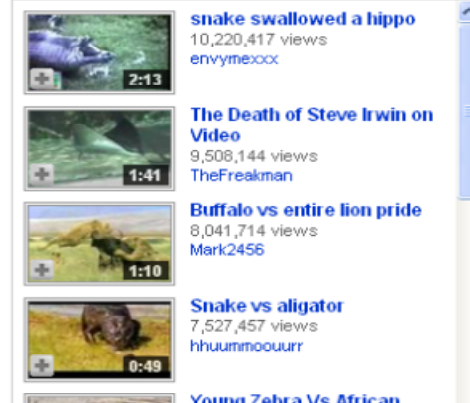 snake swallowed a hippo
10,220,417 views
envymexxx
2:13
The Death of Steve Irwin on
Video
9,508,144 views
TheFreakman
1:41
Buffalo vs entire lion pride
8,041,714 views
Mark2456
1:10
Snake vs aligator
7,527,457 views
hhuummoouurr
0:49
Young Zebra Vs African